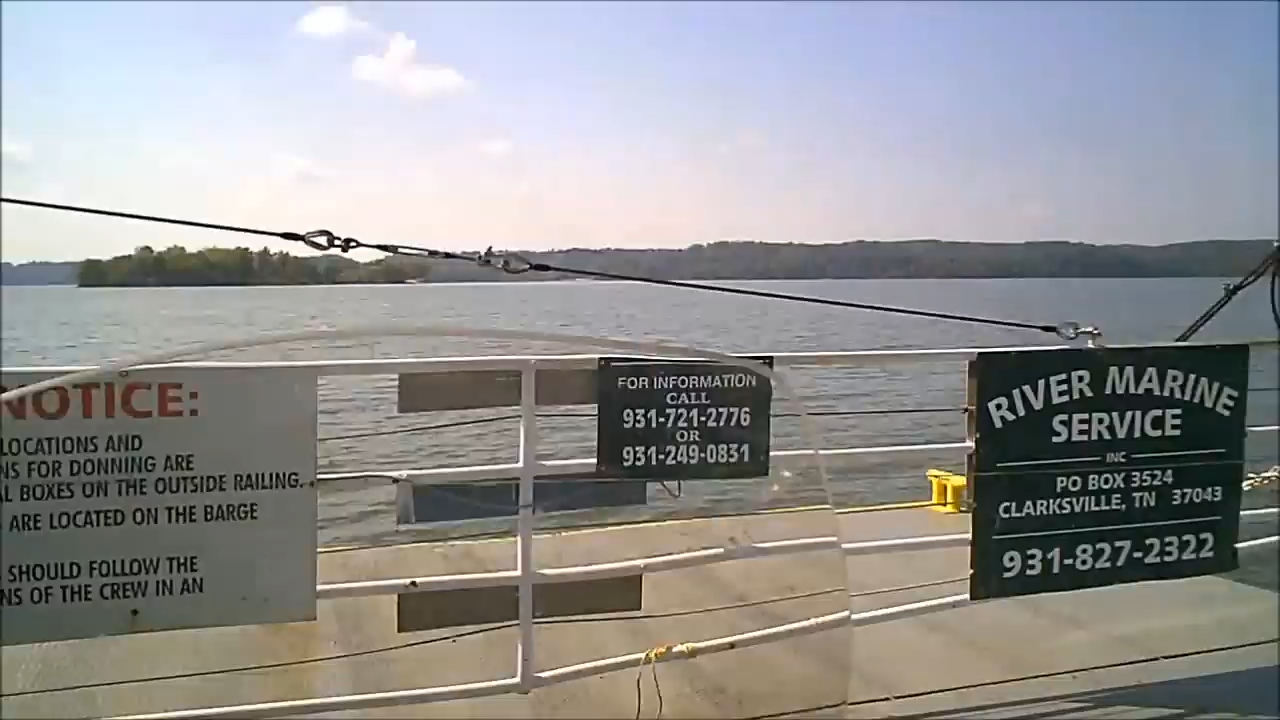 NOTICE:
LOCATIONS AND
NS FOR DONNING ARE
L BOXES ON THE OUTSIDE RAILING.
ARE LOCATED ON THE BARGE
SHOULD FOLLOW THE
NS OF THE CREW IN AN
FOR INFORMATION
CALL
931-721-2776
OR
931-249-0831
RIVER MARINE
SERVICE
INC
PO BOX 3524
CLARKSVILLE, TN 37043
931-827-2322